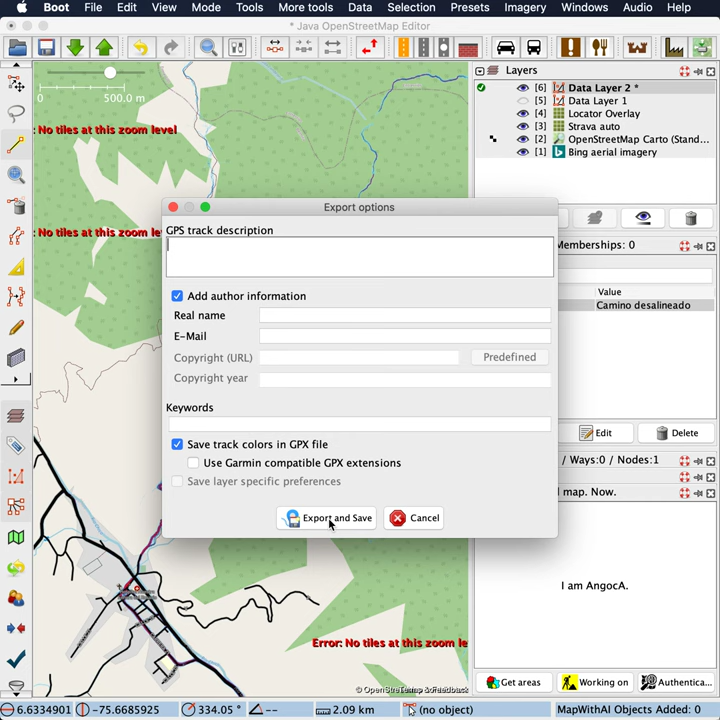 Boot File Edit View Mode Tools More tools Data Selection Presets Imagery Windows Audio Help
* Java OpenStreetMap Editor
0 500.0 m
Layers
[6] Data Layer 2 *
[5] Data Layer 1
[4] Locator Overlay
[3] Strava auto
[2] OpenStreetMap Carto (Stand...
[1] Bing aerial imagery
: No tiles at this zoom level
: No tiles at this zoom le
Export options
GPS track description
Add author information
Real name
E-Mail
Copyright (URL) Predefined
Copyright year
Keywords
Save track colors in GPX file
Use Garmin compatible GPX extensions
Save layer specific preferences
Export and Save Cancel
Memberships: 0
Value
Camino desalineado
Edit Delete
/ Ways:0 / Nodes:1
map. Now.
I am AngocA.
Error: No tiles at this zoom le
Get areas Working on Authentica...
6.6334901 -75.6685925 334.05 ° -- 2.09 km (no object) MapWithAI Objects Added: 0